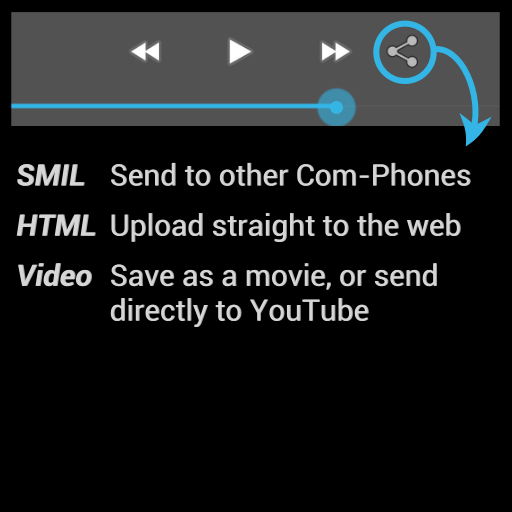 SMIL Send to other Com-Phones
HTML Upload straight to the web
Video Save as a movie, or send
directly to YouTube